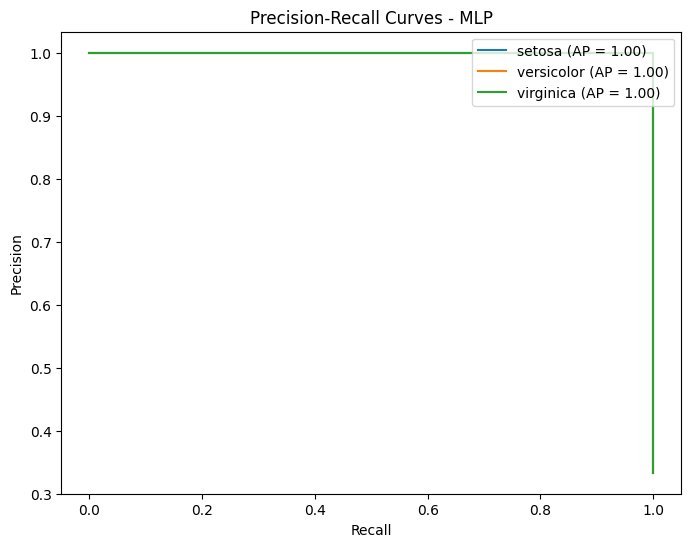 Precision-Recall Curves - MLP
setosa (AP = 1.00)
versicolor (AP = 1.00)
virginica (AP = 1.00)
1.0
0.9
0.8
0.7
0.6
0.5
0.4
0.3
Precision
0.0 0.2 0.4 0.6 0.8 1.0
Recall